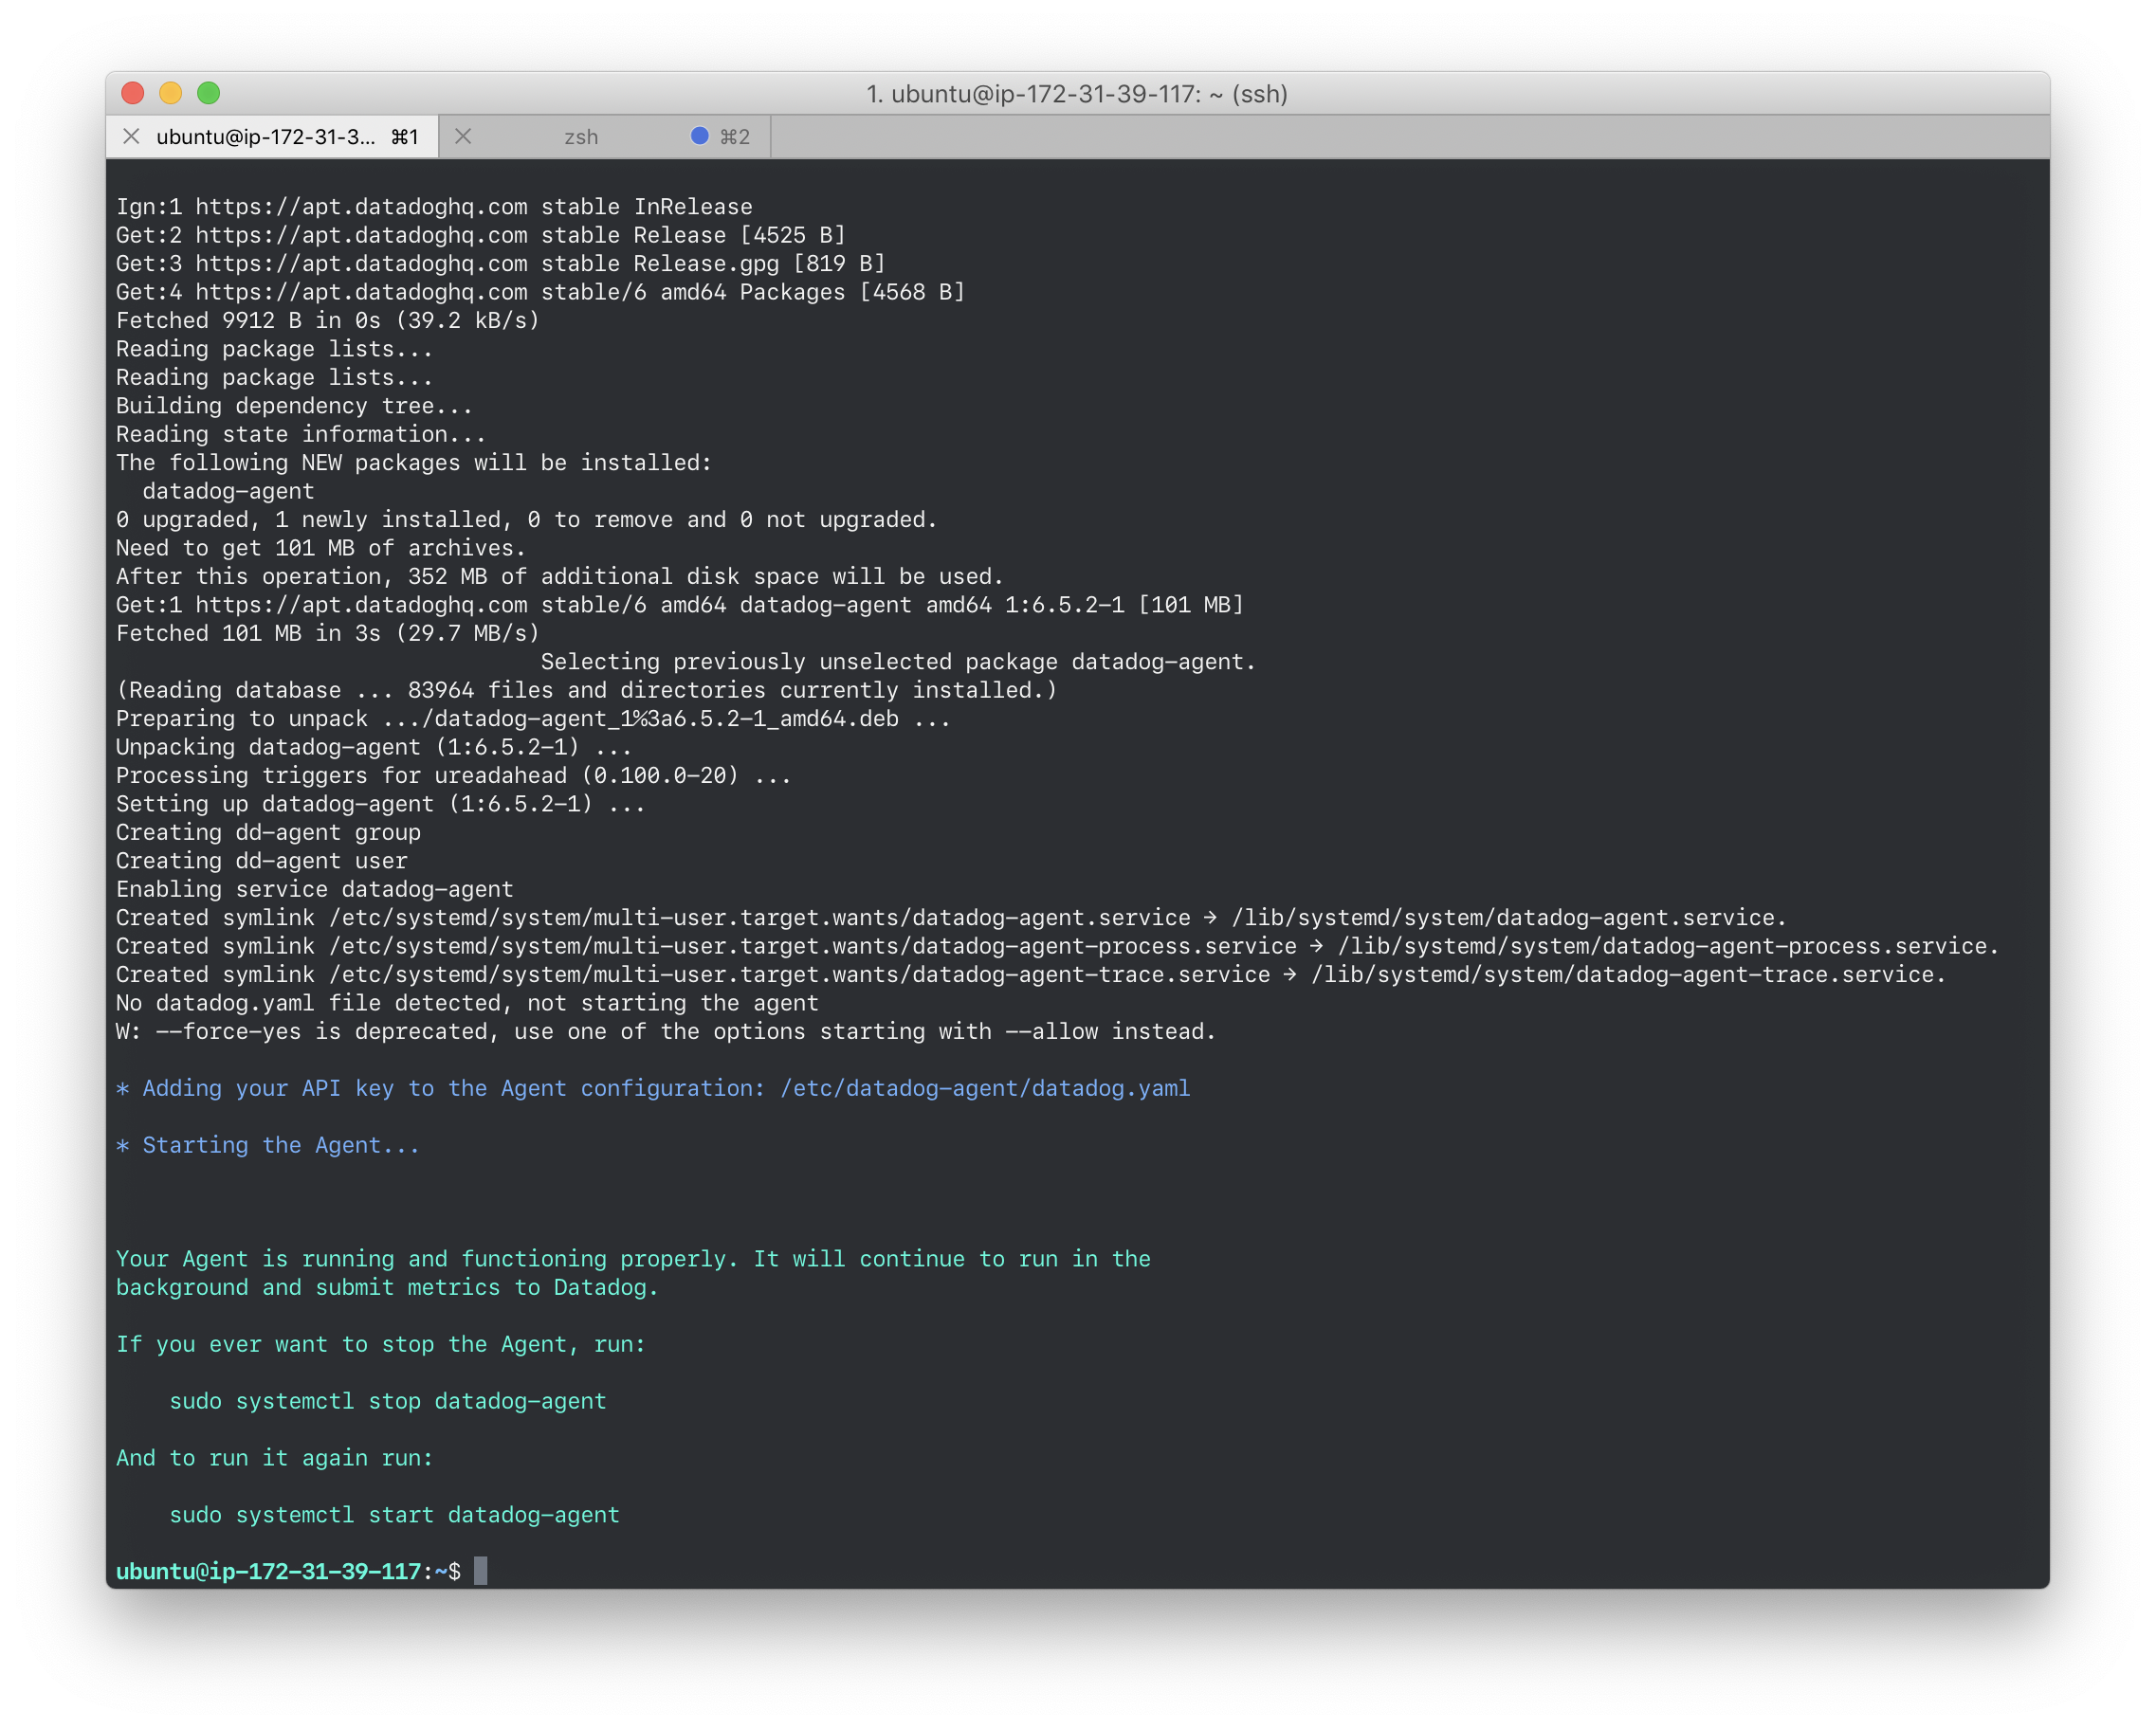 1. ubuntu@ip-172-31-39-117: ~ (ssh)
ubuntu@ip-172-31-3... ⌘1 zsh ⌘2
Ign:1 https://apt.datadoghq.com stable InRelease
Get:2 https://apt.datadoghq.com stable Release [4525 B]
Get:3 https://apt.datadoghq.com stable Release.gpg [819 B]
Get:4 https://apt.datadoghq.com stable/6 amd64 Packages [4568 B]
Fetched 9912 B in 0s (39.2 kB/s)
Reading package lists...
Reading package lists...
Building dependency tree...
Reading state information...
The following NEW packages will be installed:
  datadog-agent
0 upgraded, 1 newly installed, 0 to remove and 0 not upgraded.
Need to get 101 MB of archives.
After this operation, 352 MB of additional disk space will be used.
Get:1 https://apt.datadoghq.com stable/6 amd64 datadog-agent amd64 1:6.5.2-1 [101 MB]
Fetched 101 MB in 3s (29.7 MB/s)
                                Selecting previously unselected package datadog-agent.
(Reading database ... 83964 files and directories currently installed.)
Preparing to unpack .../datadog-agent_1%3a6.5.2-1_amd64.deb ...
Unpacking datadog-agent (1:6.5.2-1) ...
Processing triggers for ureadahead (0.100.0-20) ...
Setting up datadog-agent (1:6.5.2-1) ...
Creating dd-agent group
Creating dd-agent user
Enabling service datadog-agent
Created symlink /etc/systemd/system/multi-user.target.wants/datadog-agent.service → /lib/systemd/system/datadog-agent.service.
Created symlink /etc/systemd/system/multi-user.target.wants/datadog-agent-process.service → /lib/systemd/system/datadog-agent-process.service.
Created symlink /etc/systemd/system/multi-user.target.wants/datadog-agent-trace.service → /lib/systemd/system/datadog-agent-trace.service.
No datadog.yaml file detected, not starting the agent
W: --force-yes is deprecated, use one of the options starting with --allow instead.
* Adding your API key to the Agent configuration: /etc/datadog-agent/datadog.yaml
* Starting the Agent...
Your Agent is running and functioning properly. It will continue to run in the
background and submit metrics to Datadog.
If you ever want to stop the Agent, run:
    sudo systemctl stop datadog-agent
And to run it again run:
    sudo systemctl start datadog-agent
ubuntu@ip-172-31-39-117:~$